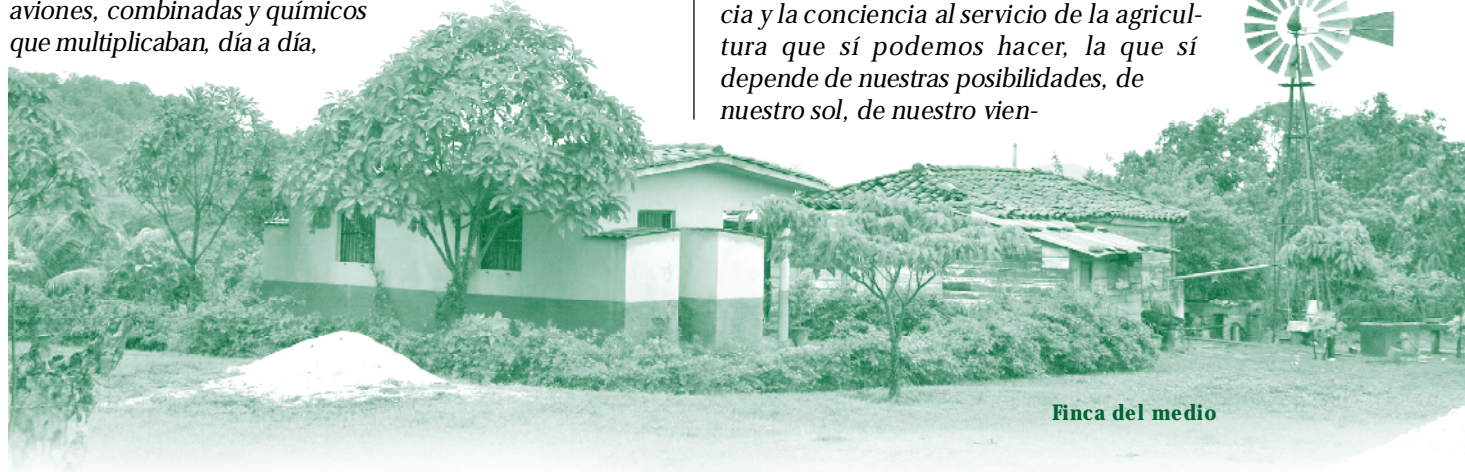 aviones, combinadas y químicos
que multiplicaban, día a día,
cia y la conciencia al servicio de la agricul-
tura que sí podemos hacer, la que sí
depende de nuestras posibilidades, de
nuestro sol, de nuestro vien-
Finca del medio